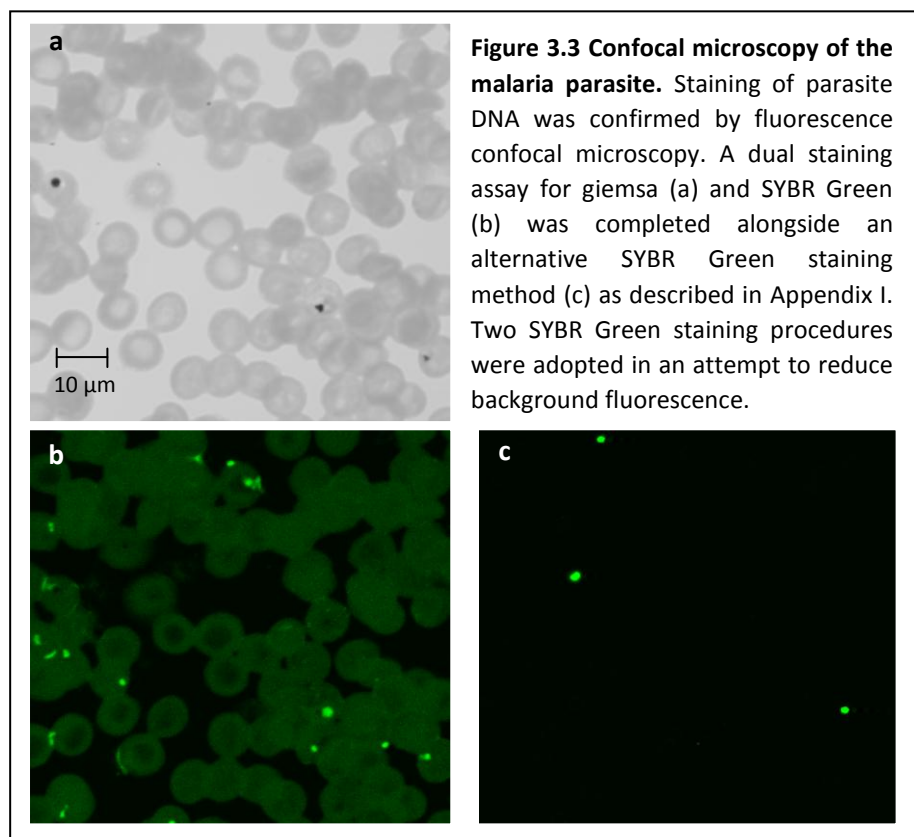 a
Figure 3.3 Confocal microscopy of the
malaria parasite. Staining of parasite
DNA was confirmed by fluorescence
confocal microscopy. A dual staining
assay for giemsa (a) and SYBR Green
(b) was completed alongside an
alternative SYBR Green staining
method (c) as described in Appendix I.
Two SYBR Green staining procedures
were adopted in an attempt to reduce
background fluorescence.
10 µm
b
c